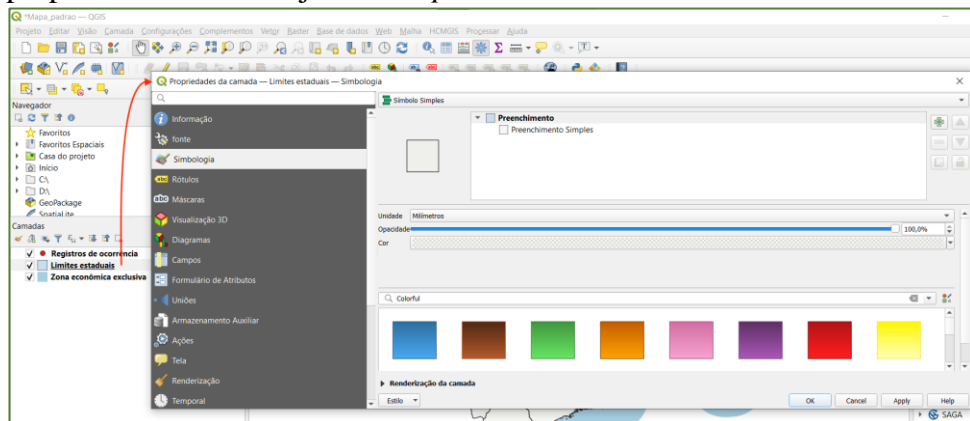 *Mapa_padrao — QGIS
Projeto Editar Visão Camada Configurações Complementos Vetor Raster Base de dados Web Malha HCMGIS Processar Ajuda
Propriedades da camada — Limites estaduais — Simbologia
Navegador
Favoritos
Favoritos Espaciais
Casa do projeto
Início
C:\
D:\
GeoPackage
SpatiaLite
Camadas
Registros de ocorrência
Limites estaduais
Zona econômica exclusiva
Informação
fonte
Simbologia
abc Rótulos
abc Máscaras
Visualização 3D
Diagramas
Campos
Formulário de Atributos
Uniões
Armazenamento Auxiliar
Ações
Tela
Renderização
Temporal
Símbolo Simples
Preenchimento
Preenchimento Simples
Unidade Milímetros
Opacidade 100,0%
Cor
Colorful
Renderização da camada
Estilo OK Cancel Apply Help
SAGA